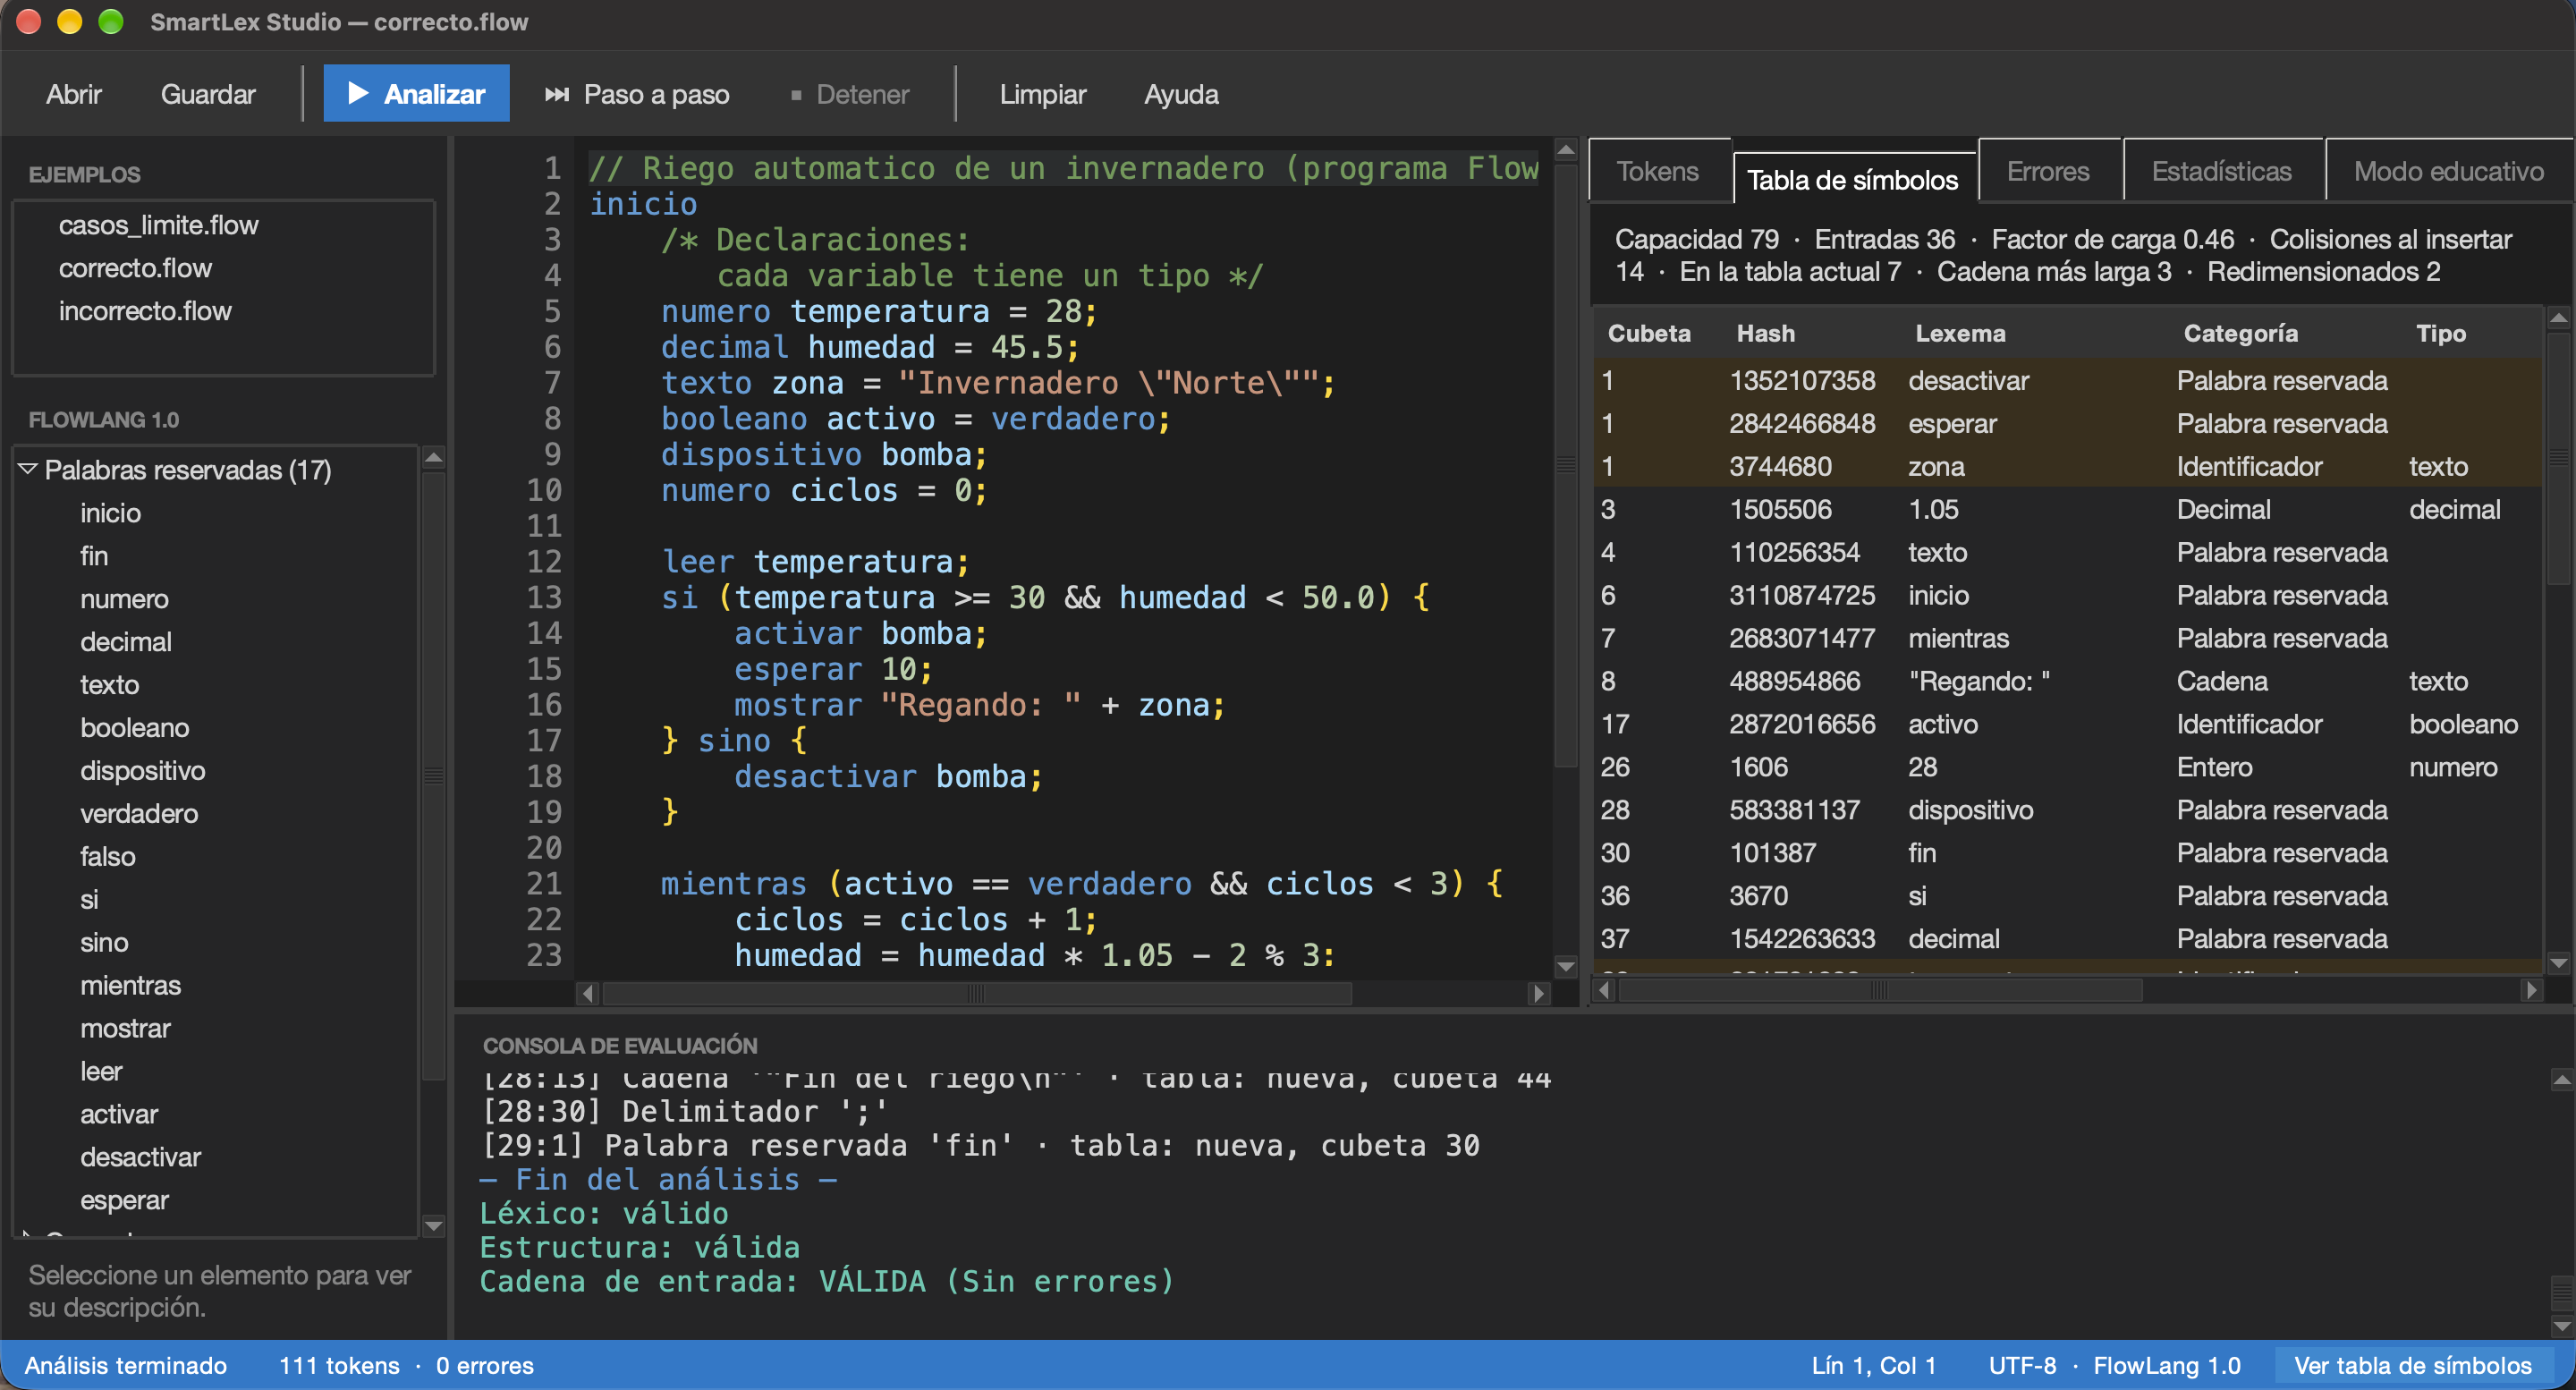 SmartLex Studio — correcto.flow
Abrir Guardar ▶ Analizar ⏭ Paso a paso ■ Detener Limpiar Ayuda
EJEMPLOS
casos_limite.flow
correcto.flow
incorrecto.flow
FLOWLANG 1.0
Palabras reservadas (17)
inicio
fin
numero
decimal
texto
booleano
dispositivo
verdadero
falso
si
sino
mientras
mostrar
leer
activar
desactivar
esperar
Seleccione un elemento para ver
su descripción.
1 // Riego automatico de un invernadero (programa Flow
2 inicio
3 /* Declaraciones:
4 cada variable tiene un tipo */
5 numero temperatura = 28;
6 decimal humedad = 45.5;
7 texto zona = "Invernadero \"Norte\"";
8 booleano activo = verdadero;
9 dispositivo bomba;
10 numero ciclos = 0;
11
12 leer temperatura;
13 si (temperatura >= 30 && humedad < 50.0) {
14 activar bomba;
15 esperar 10;
16 mostrar "Regando: " + zona;
17 } sino {
18 desactivar bomba;
19 }
20
21 mientras (activo == verdadero && ciclos < 3) {
22 ciclos = ciclos + 1;
23 humedad = humedad * 1.05 - 2 % 3;
Tokens Tabla de símbolos Errores Estadísticas Modo educativo
Capacidad 79 · Entradas 36 · Factor de carga 0.46 · Colisiones al insertar
14 · En la tabla actual 7 · Cadena más larga 3 · Redimensionados 2
Cubeta Hash Lexema Categoría Tipo
1 1352107358 desactivar Palabra reservada
1 2842466848 esperar Palabra reservada
1 3744680 zona Identificador texto
3 1505506 1.05 Decimal decimal
4 110256354 texto Palabra reservada
6 3110874725 inicio Palabra reservada
7 2683071477 mientras Palabra reservada
8 488954866 "Regando: " Cadena texto
17 2872016656 activo Identificador booleano
26 1606 28 Entero numero
28 583381137 dispositivo Palabra reservada
30 101387 fin Palabra reservada
36 3670 si Palabra reservada
37 1542263633 decimal Palabra reservada
CONSOLA DE EVALUACIÓN
[28:13] Cadena '"Fin del riego\n"' · tabla: nueva, cubeta 44
[28:30] Delimitador ';'
[29:1] Palabra reservada 'fin' · tabla: nueva, cubeta 30
— Fin del análisis —
Léxico: válido
Estructura: válida
Cadena de entrada: VÁLIDA (Sin errores)
Análisis terminado 111 tokens · 0 errores Lín 1, Col 1 UTF-8 · FlowLang 1.0 Ver tabla de símbolos